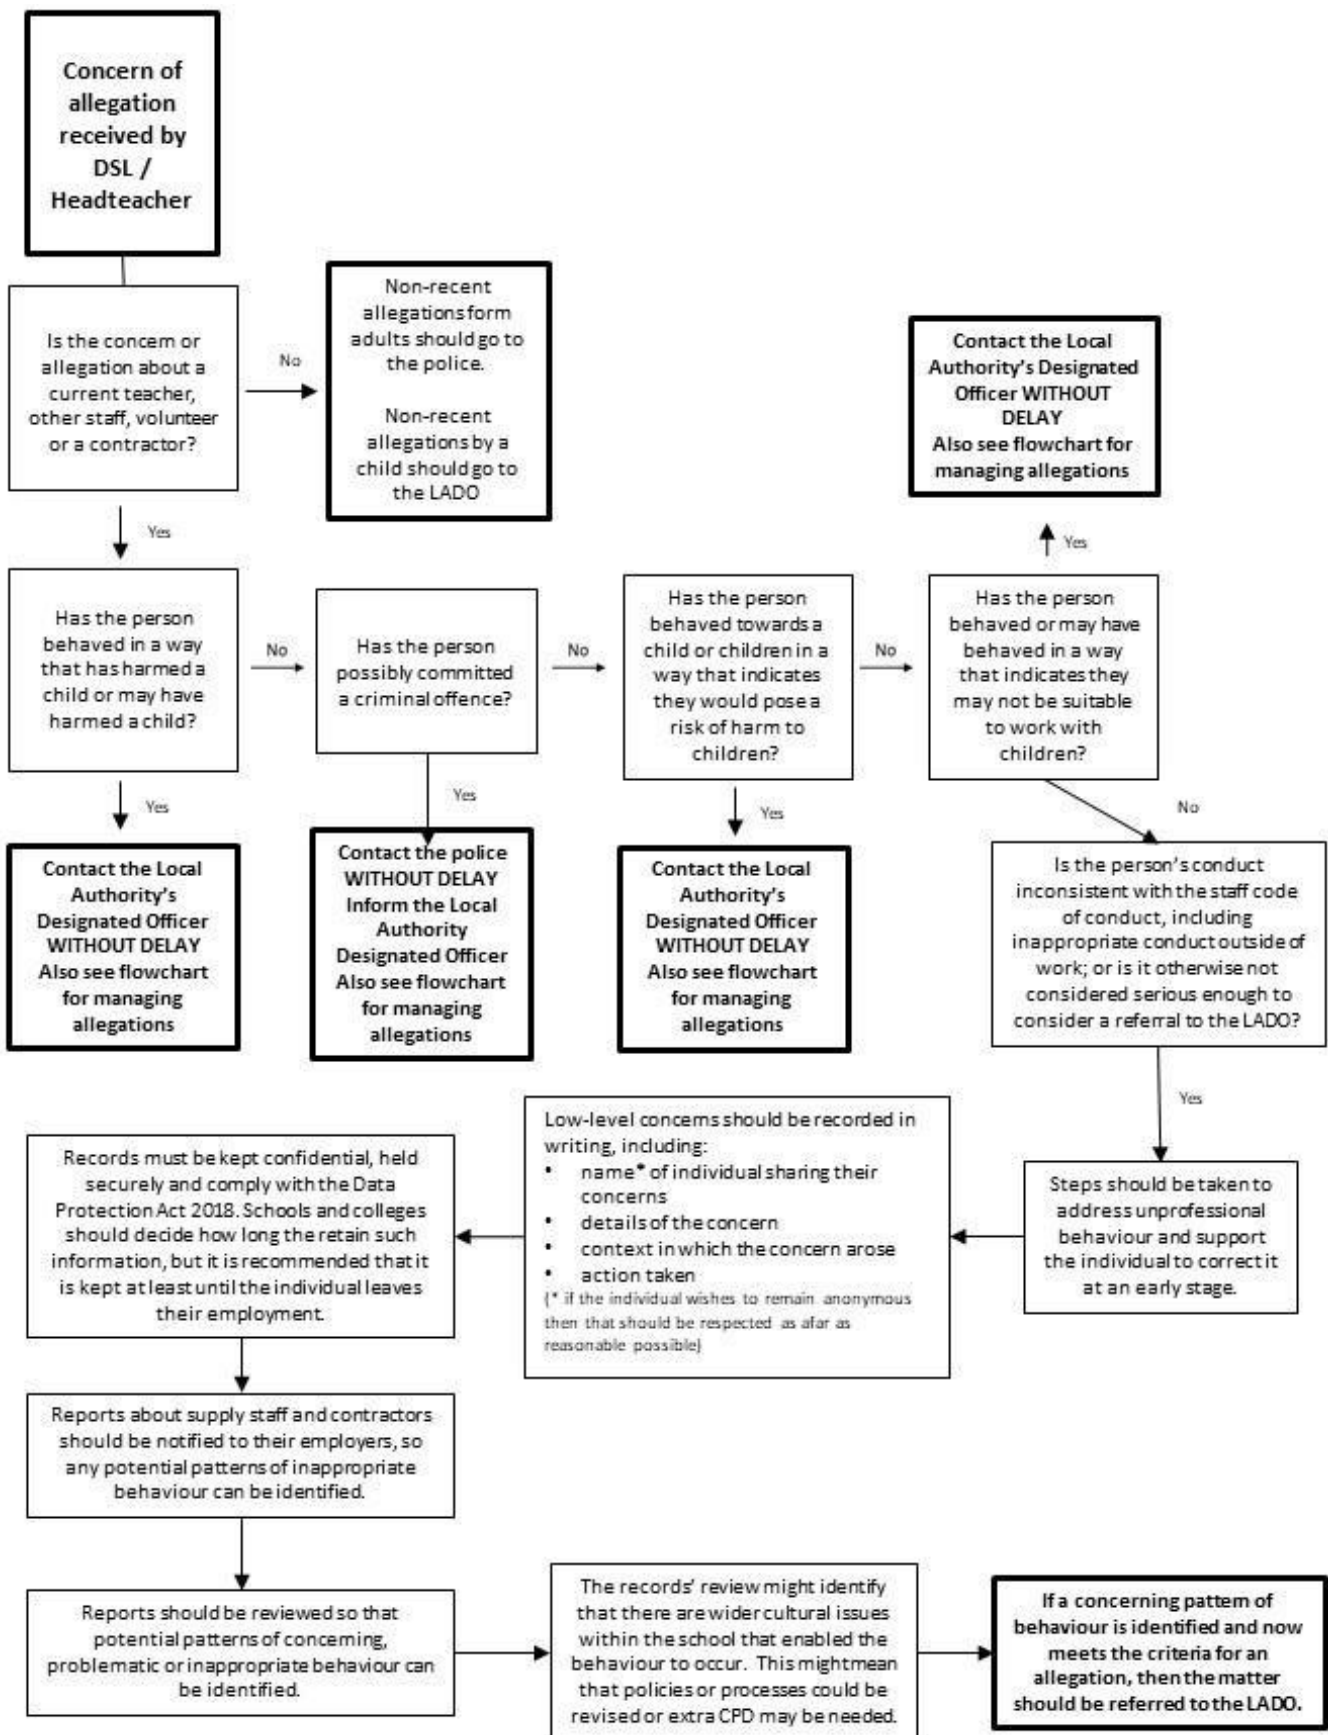 Concern of
allegation
received by
DSL /
Headteacher
Is the concern or
allegation about a
current teacher,
other staff, volunteer
or a contractor?
No
Non-recent
allegations form
adults should go to
the police.
Non-recent
allegations by a
child should go to
the LADO
Yes
Has the person
behaved in a way
that has harmed a
child or may have
harmed a child?
No
Has the person
possibly committed
a criminal offence?
No
Has the person
behaved towards a
child or children in a
way that indicates
they would pose a
risk of harm to
children?
No
Has the person
behaved or may have
behaved in a way
that indicates they
may not be suitable
to work with
children?
Yes
Contact the Local
Authority's Designated
Officer WITHOUT
DELAY
Also see flowchart for
managing allegations
Yes
Contact the Local
Authority's
Designated Officer
WITHOUT DELAY
Also see flowchart
for managing
allegations
Yes
Contact the police
WITHOUT DELAY
Inform the Local
Authority
Designated Officer
Also see flowchart
for managing
allegations
Yes
Contact the Local
Authority's
Designated Officer
WITHOUT DELAY
Also see flowchart
for managing
allegations
No
Is the person's conduct
inconsistent with the staff code
of conduct, including
inappropriate conduct outside of
work; or is it otherwise not
considered serious enough to
consider a referral to the LADO?
Yes
Steps should be taken to
address unprofessional
behaviour and support
the individual to correct it
at an early stage.
Low-level concerns should be recorded in
writing, including:
• name* of individual sharing their
concerns
• details of the concern
• context in which the concern arose
• action taken
(* if the individual wishes to remain anonymous
then that should be respected as afar as
reasonable possible)
Records must be kept confidential, held
securely and comply with the Data
Protection Act 2018. Schools and colleges
should decide how long the retain such
information, but it is recommended that it
is kept at least until the individual leaves
their employment.
Reports about supply staff and contractors
should be notified to their employers, so
any potential patterns of inappropriate
behaviour can be identified.
Reports should be reviewed so that
potential patterns of concerning,
problematic or inappropriate behaviour can
be identified.
The records' review might identify
that there are wider cultural issues
within the school that enabled the
behaviour to occur. This might mean
that policies or processes could be
revised or extra CPD may be needed.
If a concerning pattern of
behaviour is identified and now
meets the criteria for an
allegation, then the matter
should be referred to the LADO.